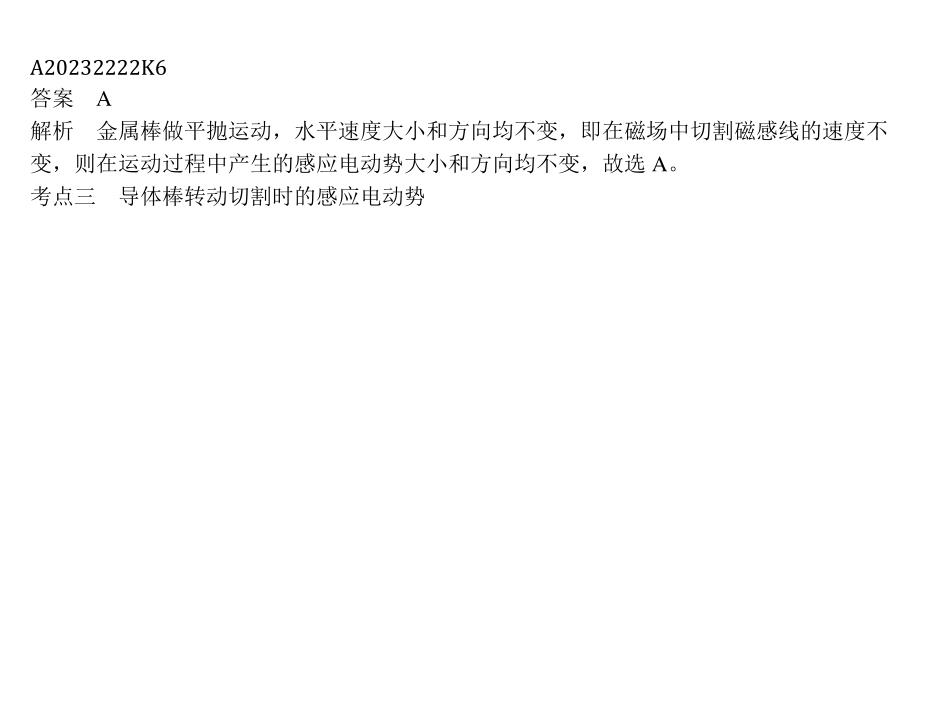 A20232222K6
答案　A
解析　金属棒做平抛运动，水平速度大小和方向均不变，即在磁场中切割磁感线的速度不
变，则在运动过程中产生的感应电动势大小和方向均不变，故选 A。
考点三　导体棒转动切割时的感应电动势